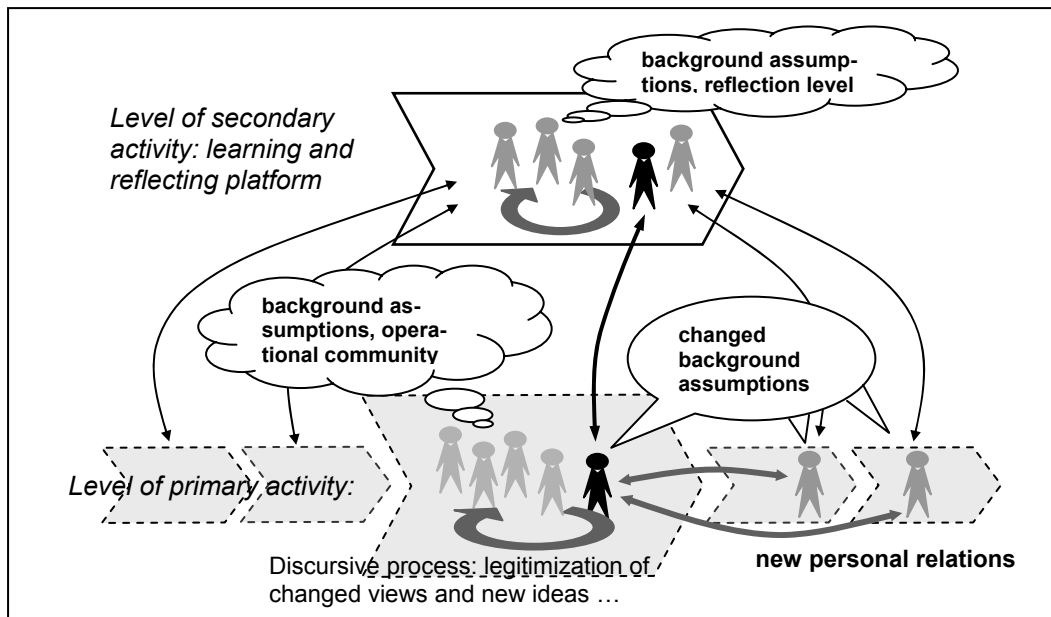 background assump-
tions, reflection level
Level of secondary
activity: learning and
reflecting platform
background as-
sumptions, opera-
tional community
changed
background
assumptions
Level of primary activity:
new personal relations
Discursive process: legitimization of
changed views and new ideas …